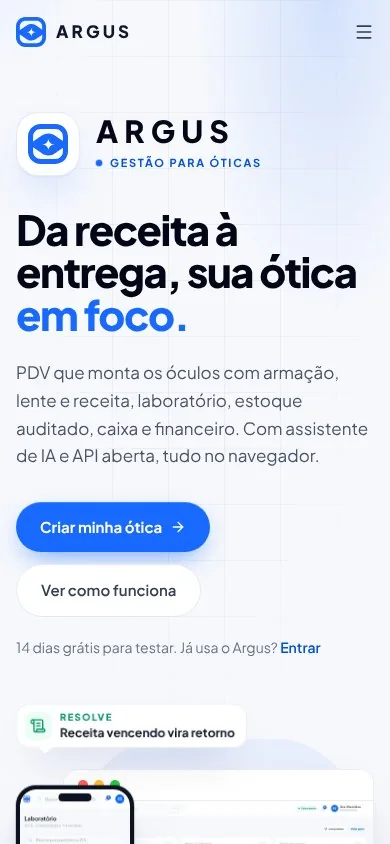 ARGUS
ARGUS
GESTÃO PARA ÓTICAS
Da receita à
entrega, sua ótica
em foco.
PDV que monta os óculos com armação,
lente e receita, laboratório, estoque
auditado, caixa e financeiro. Com assistente
de IA e API aberta, tudo no navegador.
Criar minha ótica →
Ver como funciona
14 dias grátis para testar. Já usa o Argus? Entrar
RESOLVE
Receita vencendo vira retorno
Laboratório